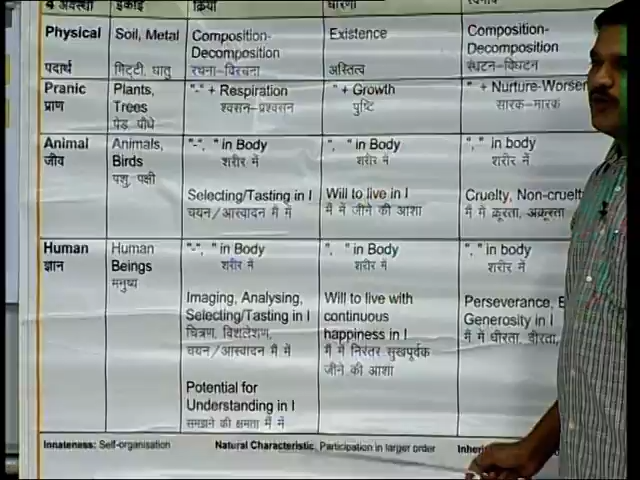 4 अवस्था इकाई क्रिया धारणा
Physical Soil, Metal Composition- Existence Composition-
Decomposition Decomposition
पदार्थ मिट्टी, धातु रचना–विरचना अस्तित्व संघटन–विघटन
Pranic Plants, "-" + Respiration " + Growth " + Nurture-Worsen
प्राण Trees श्वसन–प्रश्वसन पुष्टि सारक–मारक
पेड़ पौधे
Animal Animals, "-, " in Body ", " in Body ", " in body
जीव Birds शरीर में शरीर में शरीर में
पशु, पक्षी
Selecting/Tasting in I Will to live in I Cruelty, Non-cruelt
चयन/आस्वादन मैं में मैं में जीने की आशा मैं में क्रूरता, अक्रूरता
Human Human "-, " in Body ", " in Body ", " in body
ज्ञान Beings शरीर में शरीर में शरीर में
मनुष्य
Imaging, Analysing, Will to live with Perseverance,
Selecting/Tasting in I continuous Generosity in I
चित्रण, विश्लेषण, happiness in I मैं में धीरता, वीरता,
चयन/आस्वादन मैं में मैं में निरंतर सुखपूर्वक
जीने की आशा
Potential for
Understanding in I
समझने की क्षमता मैं में
Innateness: Self-organisation Natural Characteristic: Participation in larger order